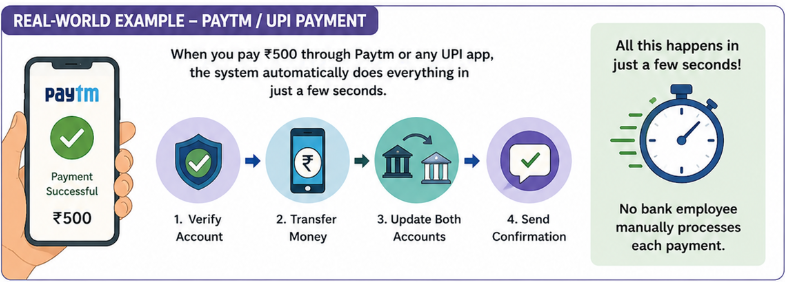 REAL-WORLD EXAMPLE – PAYTM / UPI PAYMENT
paytm
Payment
Successful
₹500
When you pay ₹500 through Paytm or any UPI app,
the system automatically does everything in
just a few seconds.
₹
1. Verify
Account
2. Transfer
Money
3. Update Both
Accounts
4. Send
Confirmation
All this happens in
just a few seconds!
No bank employee
manually processes
each payment.